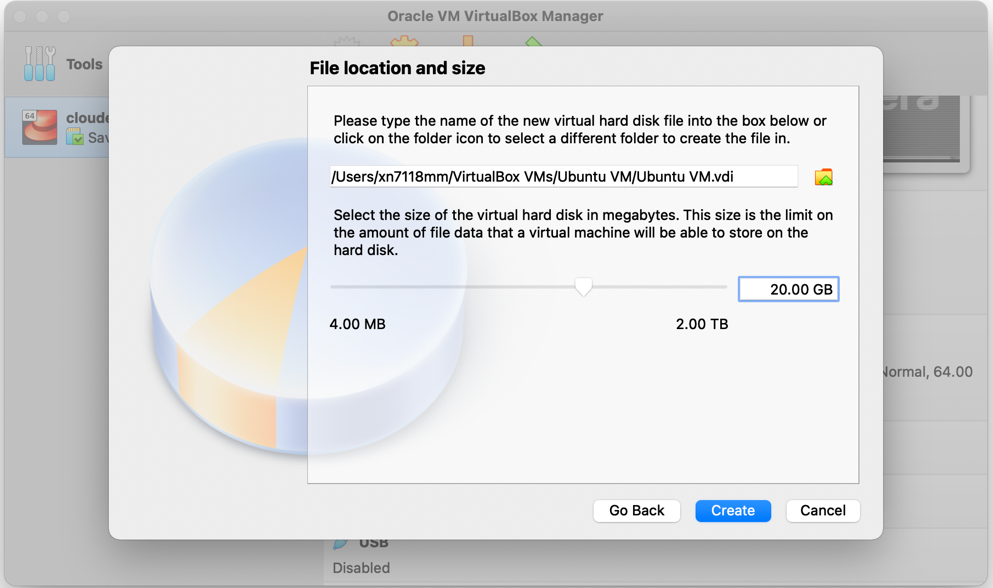 Oracle VM VirtualBox Manager
Tools
File location and size
64
Please type the name of the new virtual hard disk file into the box below or
click on the folder icon to select a different folder to create the file in.
/Users/xn7118mm/VirtualBox VMs/Ubuntu VM/Ubuntu VM.vdi
Select the size of the virtual hard disk in megabytes. This size is the limit on
the amount of file data that a virtual machine will be able to store on the
hard disk.
20.00 GB
4.00 MB
2.00 TB
Normal, 64.00
Go Back
Create
Cancel
USB
Disabled